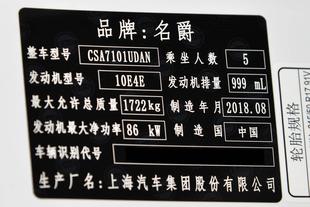 品牌:名爵
整车型号 CSA7101UDAN 乘坐人数 5
发动机型号 10E4E 发动机排量 999 mL
最大允许总质量 1722kg 制造年月 2018.08
发动机最大净功率 86 kW 制造国 中国
车辆识别代号
生产厂名:上海汽车集团股份有限公司
轮胎规格